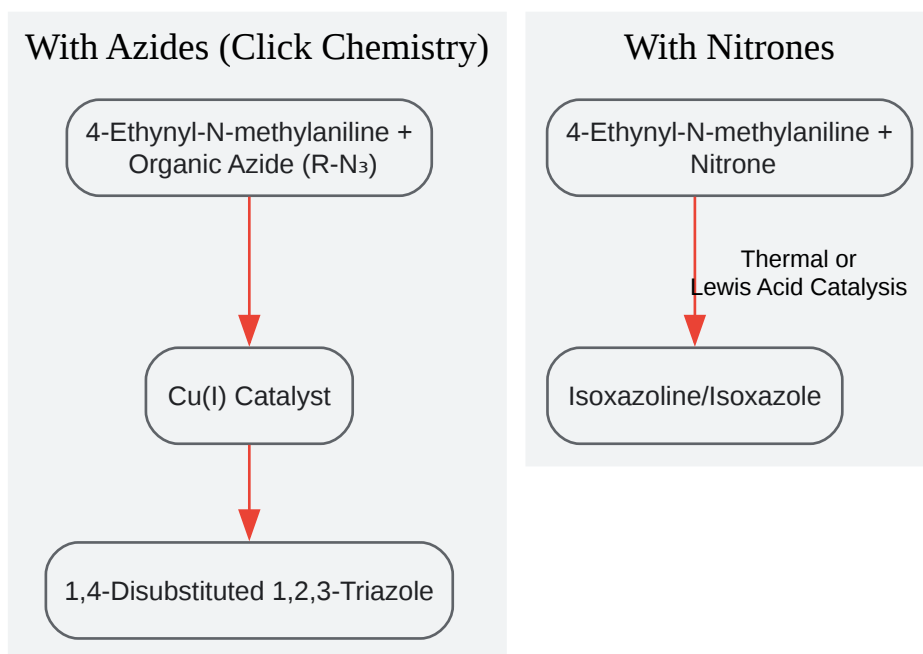 With Azides (Click Chemistry)
4-Ethynyl-N-methylaniline +
Organic Azide (R-N₃)
Cu(I) Catalyst
1,4-Disubstituted 1,2,3-Triazole
With Nitrones
4-Ethynyl-N-methylaniline +
Nitrone
Thermal or
Lewis Acid Catalysis
Isoxazoline/Isoxazole